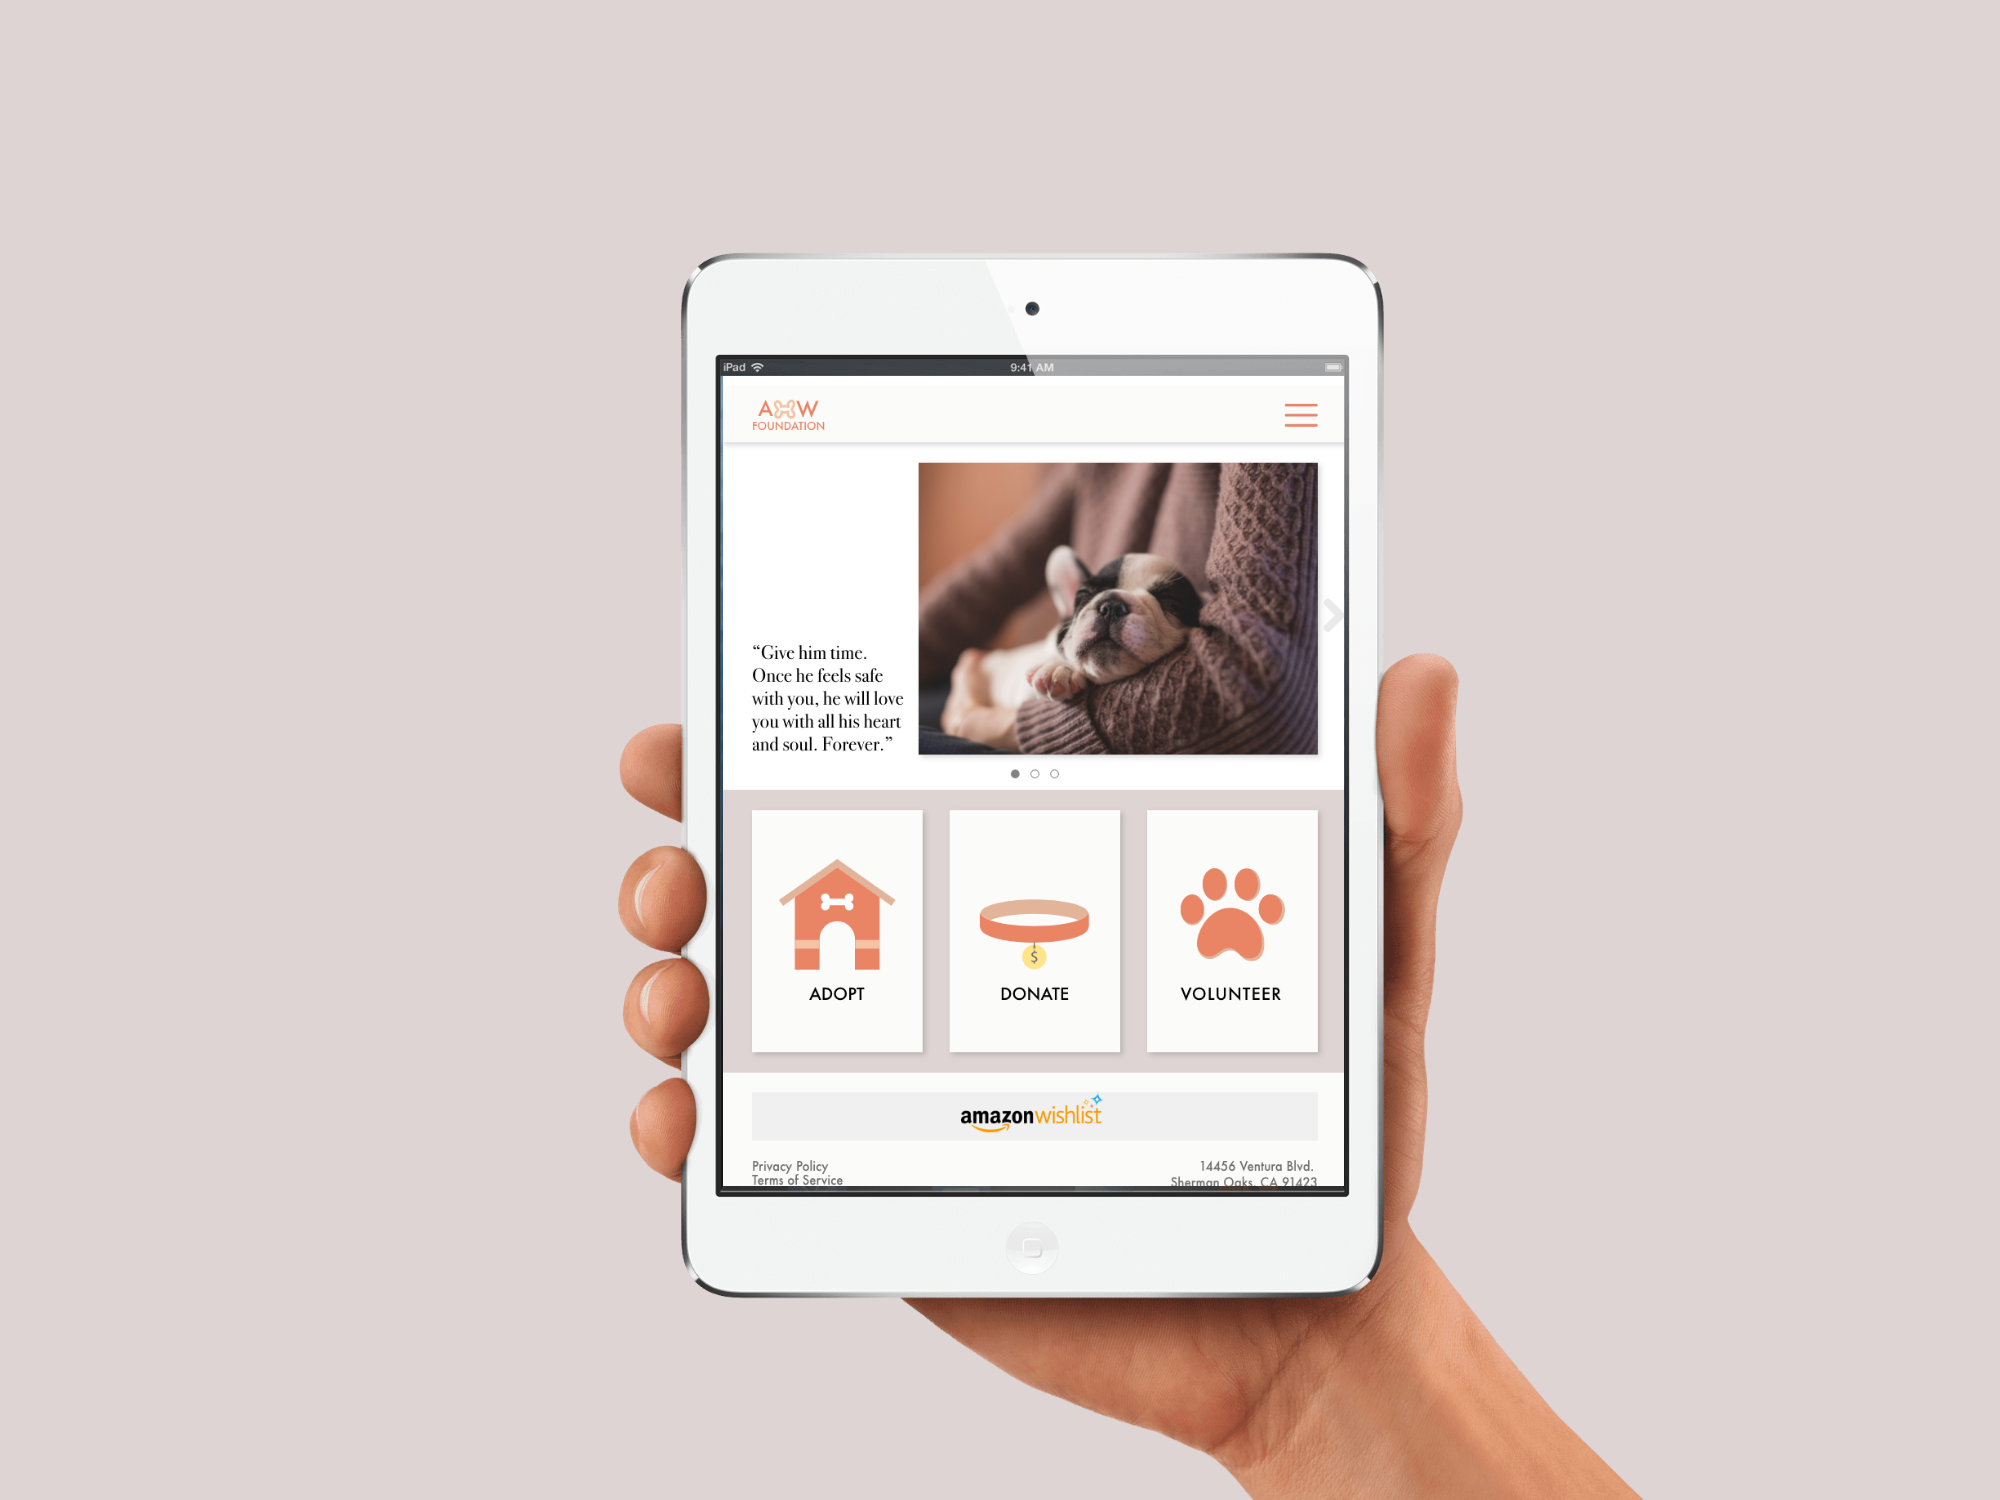 iPad 9:41 AM
A W
FOUNDATION
“Give him time.
Once he feels safe
with you, he will love
you with all his heart
and soul. Forever.”
$
ADOPT
DONATE
VOLUNTEER
amazonwishlist
Privacy Policy
Terms of Service
14456 Ventura Blvd.
Sherman Oaks, CA 91423